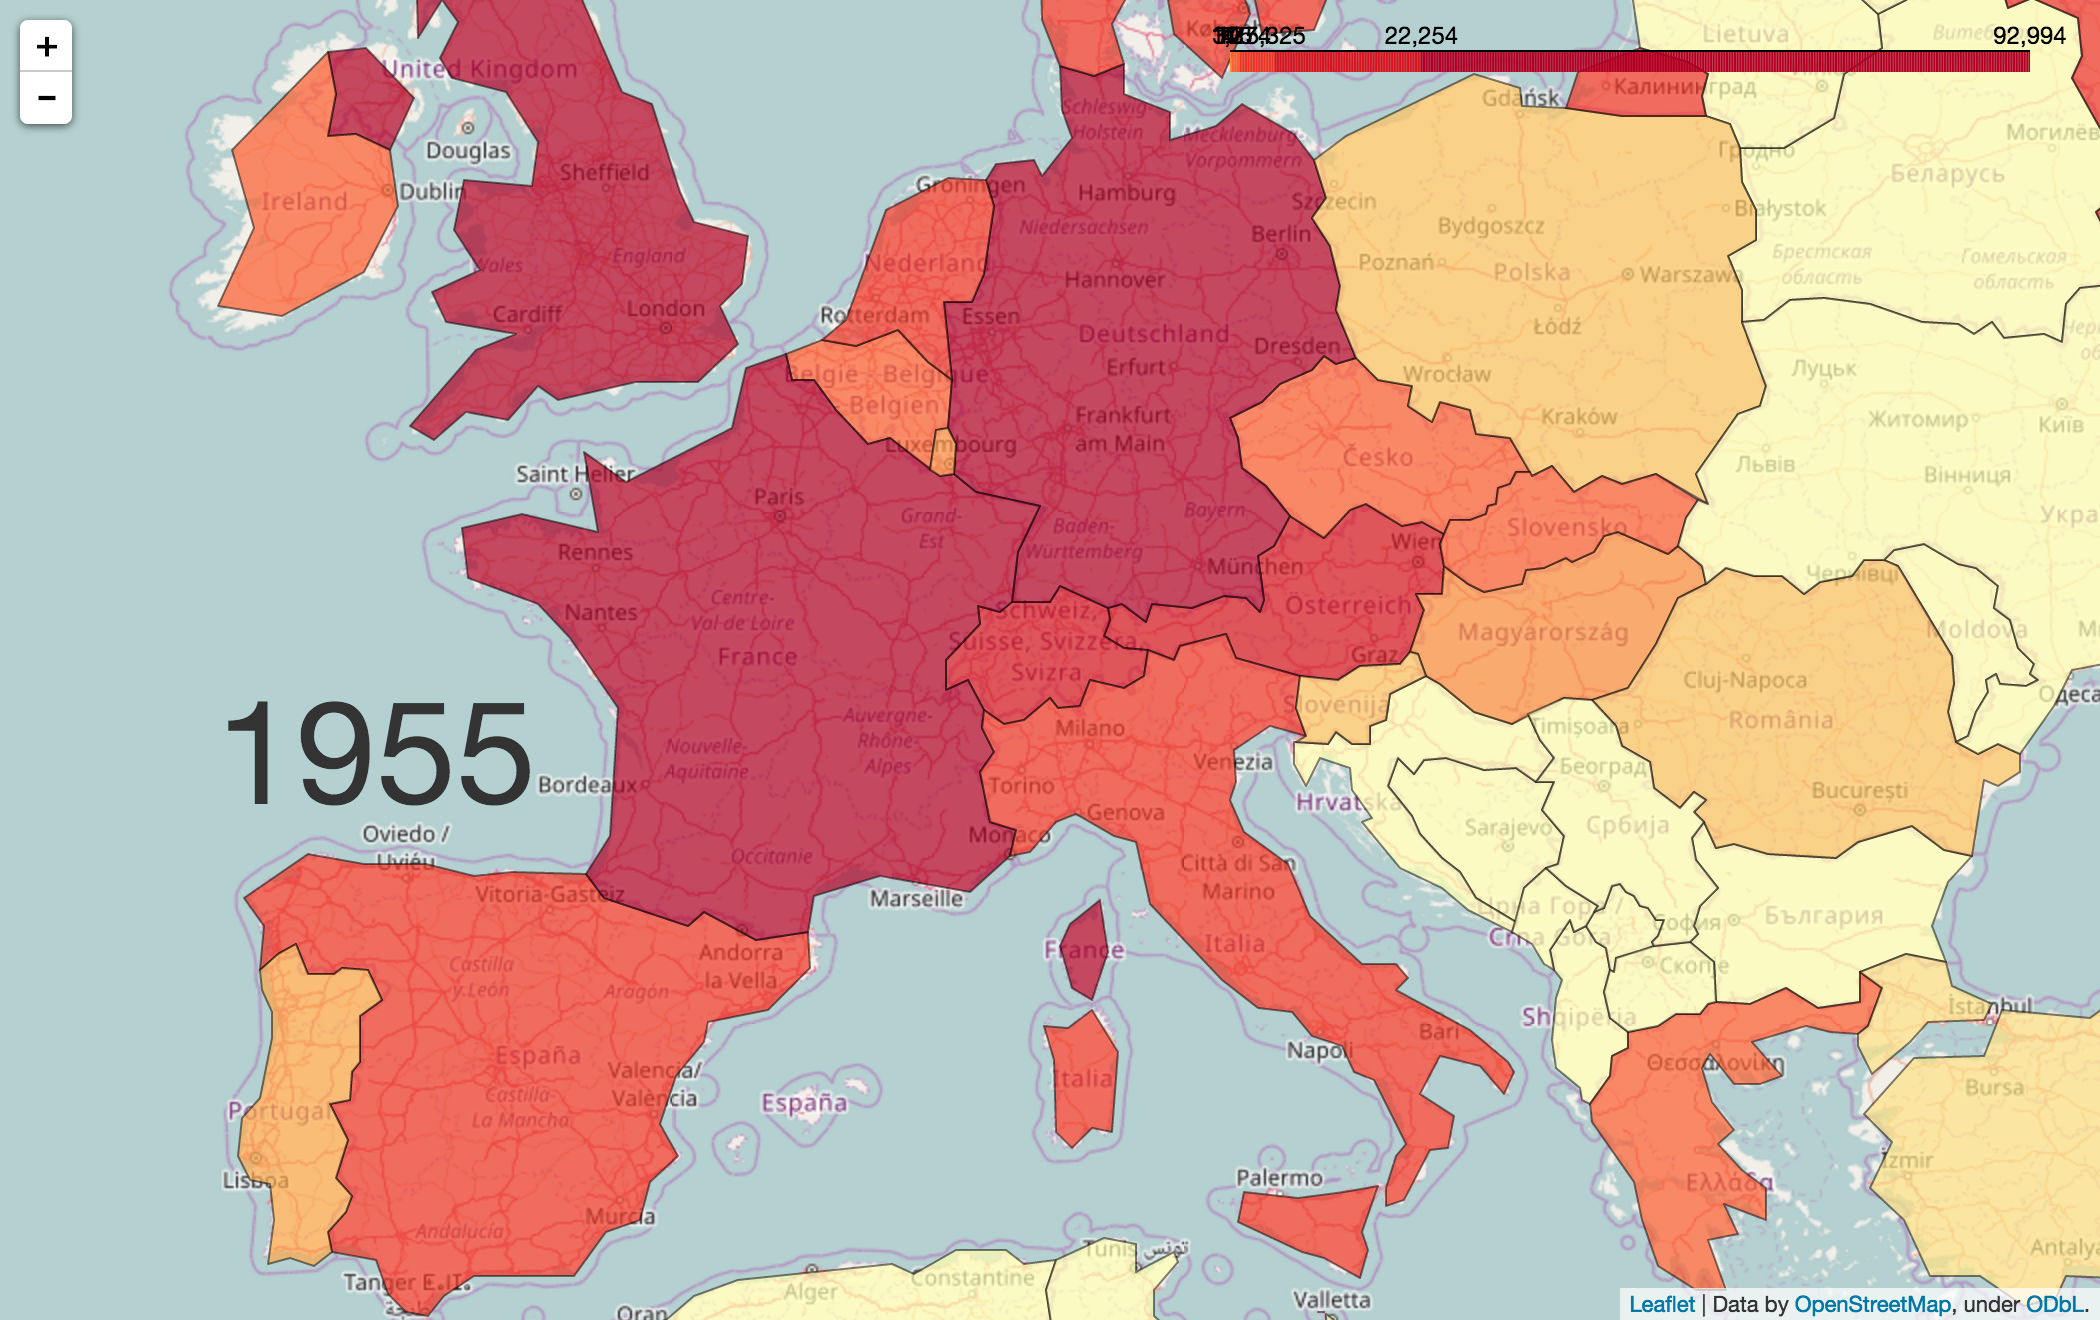 +
−
United Kingdom
Douglas
Dublin
Ireland
Sheffield
Wales
England
Cardiff
London
22,254
92,994
Lietuva
Schleswig-
Holstein
Mecklenburg-
Vorpommern
Hamburg
Groningen
Niedersachsen
Berlin
Hannover
Nederland
Rotterdam
Essen
Deutschland
Dresden
Erfurt
Frankfurt
am Main
België - Belgique
Belgien
Luxembourg
Gdańsk
Калининград
Szczecin
Bydgoszcz
Poznań
Polska
Warszawa
Łódź
Wrocław
Kraków
Гродно
Białystok
Могилёв
Беларусь
Брестская
область
Гомельская
область
Луцьк
Житомир
Київ
Львів
Вінниця
Чернівці
Saint Helier
Paris
Grand-
Est
Rennes
Nantes
Centre-
Val de Loire
France
Baden-
Württemberg
Bayern
München
Česko
Slovensko
Wien
Österreich
Graz
Schweiz,
Suisse, Svizzera,
Svizra
Magyarország
Slovenija
Moldova
Одеса
Cluj-Napoca
România
București
Timișoara
Београд
Hrvatska
Sarajevo
Србија
Црна Гора /
Crna Gora
София
България
Скопје
Shqipëria
1955
Bordeaux
Nouvelle-
Aquitaine
Auvergne-
Rhône-
Alpes
Occitanie
Milano
Torino
Venezia
Genova
Monaco
Marseille
Città di San
Marino
Oviedo /
Uviéu
Vitoria-Gasteiz
Andorra
la Vella
Castilla
y León
Aragón
España
Valencia/
València
Castilla-
La Mancha
Portugal
Lisboa
Andalucía
Murcia
España
France
Italia
Italia
Napoli
Bari
Palermo
Valletta
Θεσσαλονίκη
Ελλάδα
İstanbul
Bursa
İzmir
Antalya
Tunis تونس
Constantine
Alger
Oran
Leaflet | Data by OpenStreetMap, under ODbL.